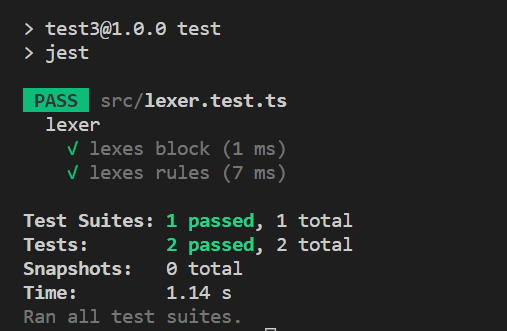 > test3@1.0.0 test
> jest
PASS src/lexer.test.ts
lexer
√ lexes block (1 ms)
√ lexes rules (7 ms)
Test Suites: 1 passed, 1 total
Tests: 2 passed, 2 total
Snapshots: 0 total
Time: 1.14 s
Ran all test suites.